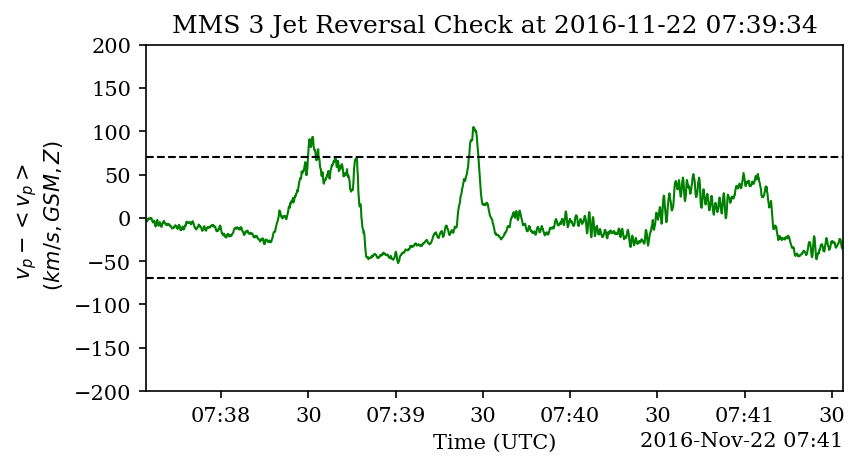 MMS 3 Jet Reversal Check at 2016-11-22 07:39:34
200
150
100
50
0
−50
−100
−150
−200
v_p − < v_p >
(km/s, GSM, Z)
07:38 30 07:39 30 07:40 30 07:41 30
Time (UTC)
2016-Nov-22 07:41